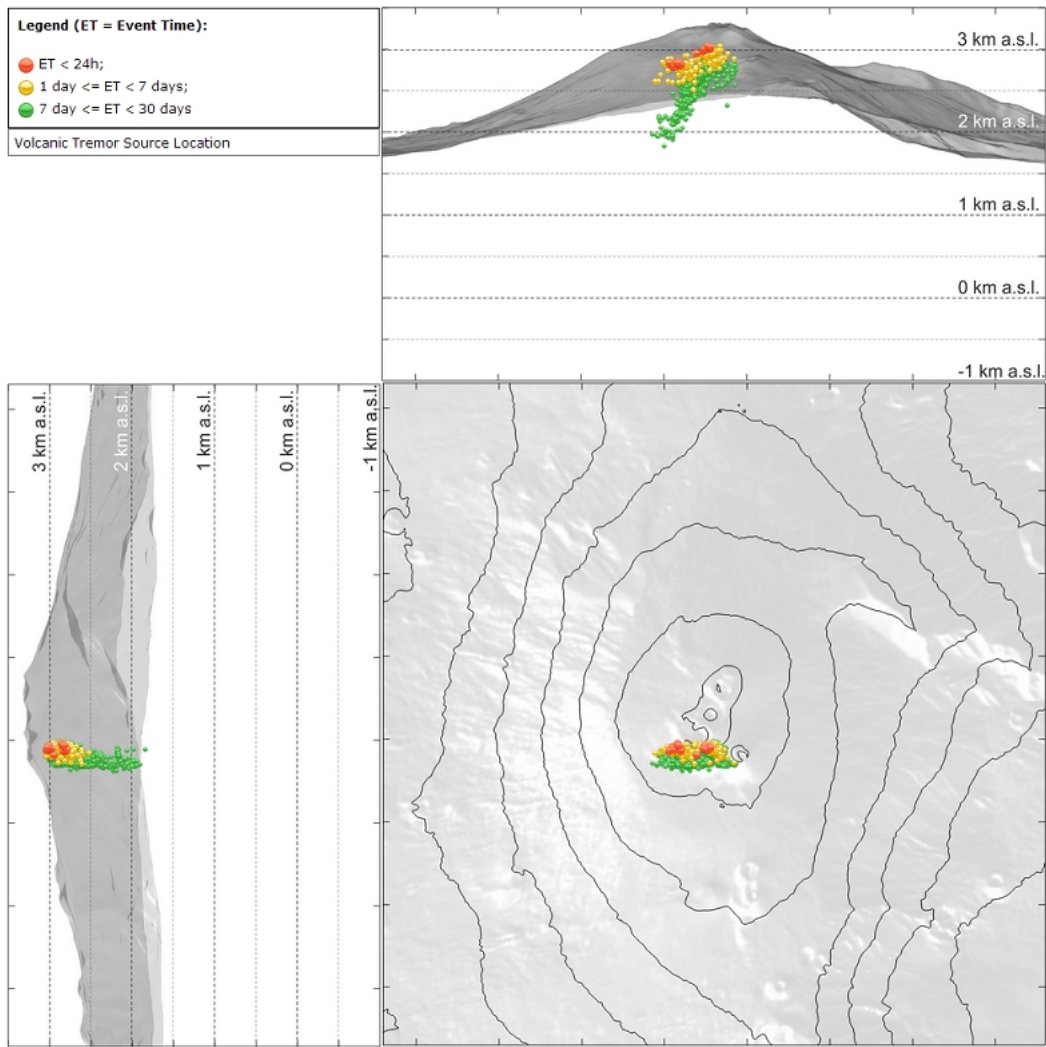 Legend (ET = Event Time):
ET < 24h;
1 day <= ET < 7 days;
7 day <= ET < 30 days
Volcanic Tremor Source Location
3 km a.s.l.
2 km a.s.l.
1 km a.s.l.
0 km a.s.l.
-1 km a.s.l.
3 km a.s.l.
2 km a.s.l.
1 km a.s.l.
0 km a.s.l.
-1 km a.s.l.